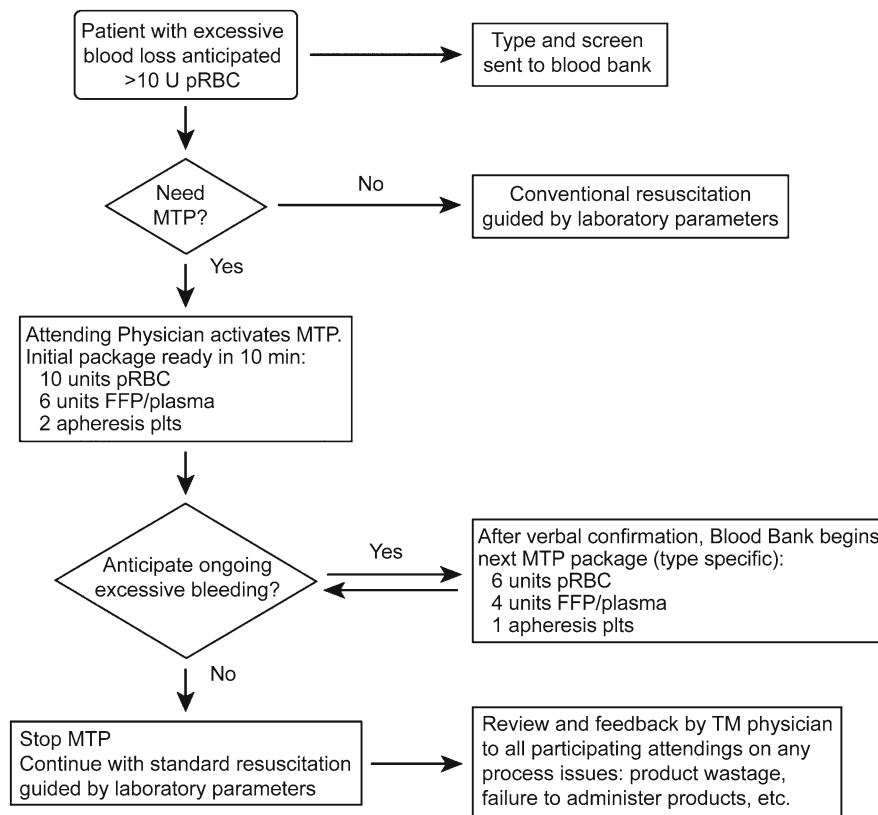 Patient with excessive
blood loss anticipated
>10 U pRBC
Type and screen
sent to blood bank
Need
MTP?
No
Conventional resuscitation
guided by laboratory parameters
Yes
Attending Physician activates MTP.
Initial package ready in 10 min:
10 units pRBC
6 units FFP/plasma
2 apheresis plts
Anticipate ongoing
excessive bleeding?
Yes
After verbal confirmation, Blood Bank begins
next MTP package (type specific):
6 units pRBC
4 units FFP/plasma
1 apheresis plts
No
Stop MTP
Continue with standard resuscitation
guided by laboratory parameters
Review and feedback by TM physician
to all participating attendings on any
process issues: product wastage,
failure to administer products, etc.